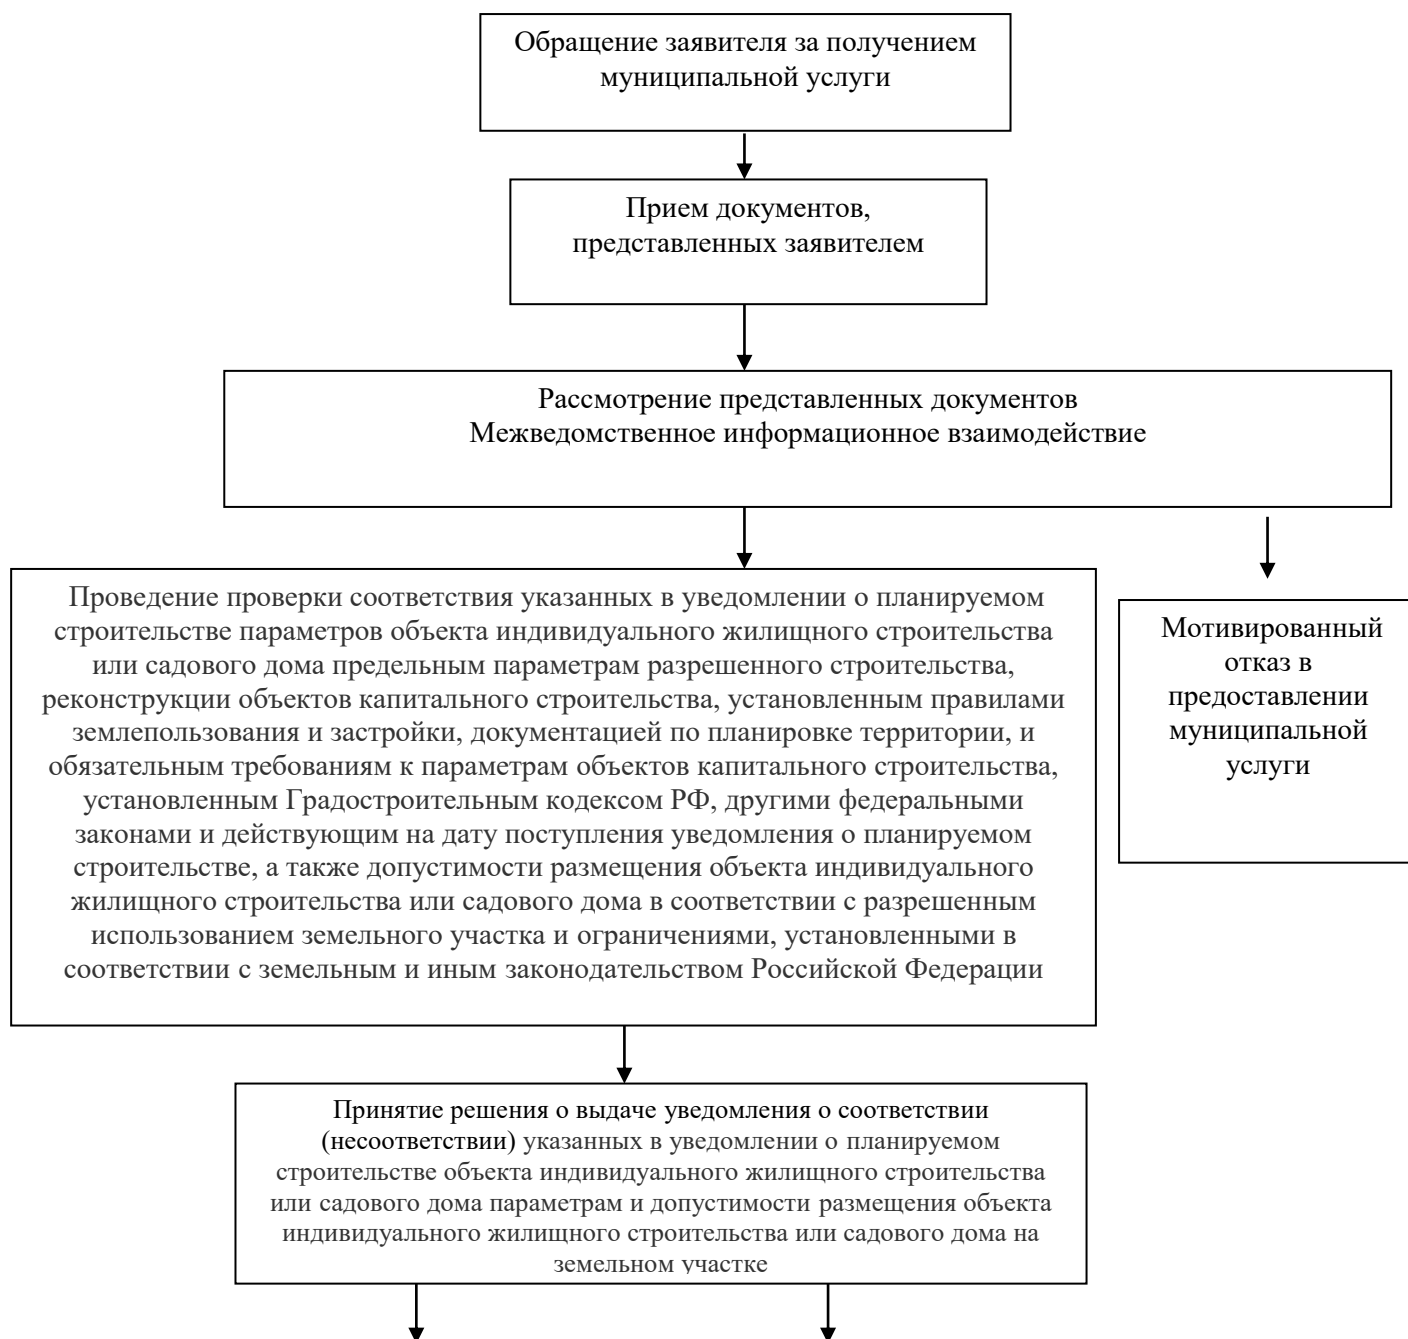 Обращение заявителя за получением
муниципальной услуги
Прием документов,
представленных заявителем
Рассмотрение представленных документов
Межведомственное информационное взаимодействие
Проведение проверки соответствия указанных в уведомлении о планируемом
строительстве параметров объекта индивидуального жилищного строительства
или садового дома предельным параметрам разрешенного строительства,
реконструкции объектов капитального строительства, установленным правилами
землепользования и застройки, документацией по планировке территории, и
обязательным требованиям к параметрам объектов капитального строительства,
установленным Градостроительным кодексом РФ, другими федеральными
законами и действующим на дату поступления уведомления о планируемом
строительстве, а также допустимости размещения объекта индивидуального
жилищного строительства или садового дома в соответствии с разрешенным
использованием земельного участка и ограничениями, установленными в
соответствии с земельным и иным законодательством Российской Федерации
Мотивированный
отказ в
предоставлении
муниципальной
услуги
Принятие решения о выдаче уведомления о соответствии
(несоответствии) указанных в уведомлении о планируемом
строительстве объекта индивидуального жилищного строительства
или садового дома параметрам и допустимости размещения объекта
индивидуального жилищного строительства или садового дома на
земельном участке